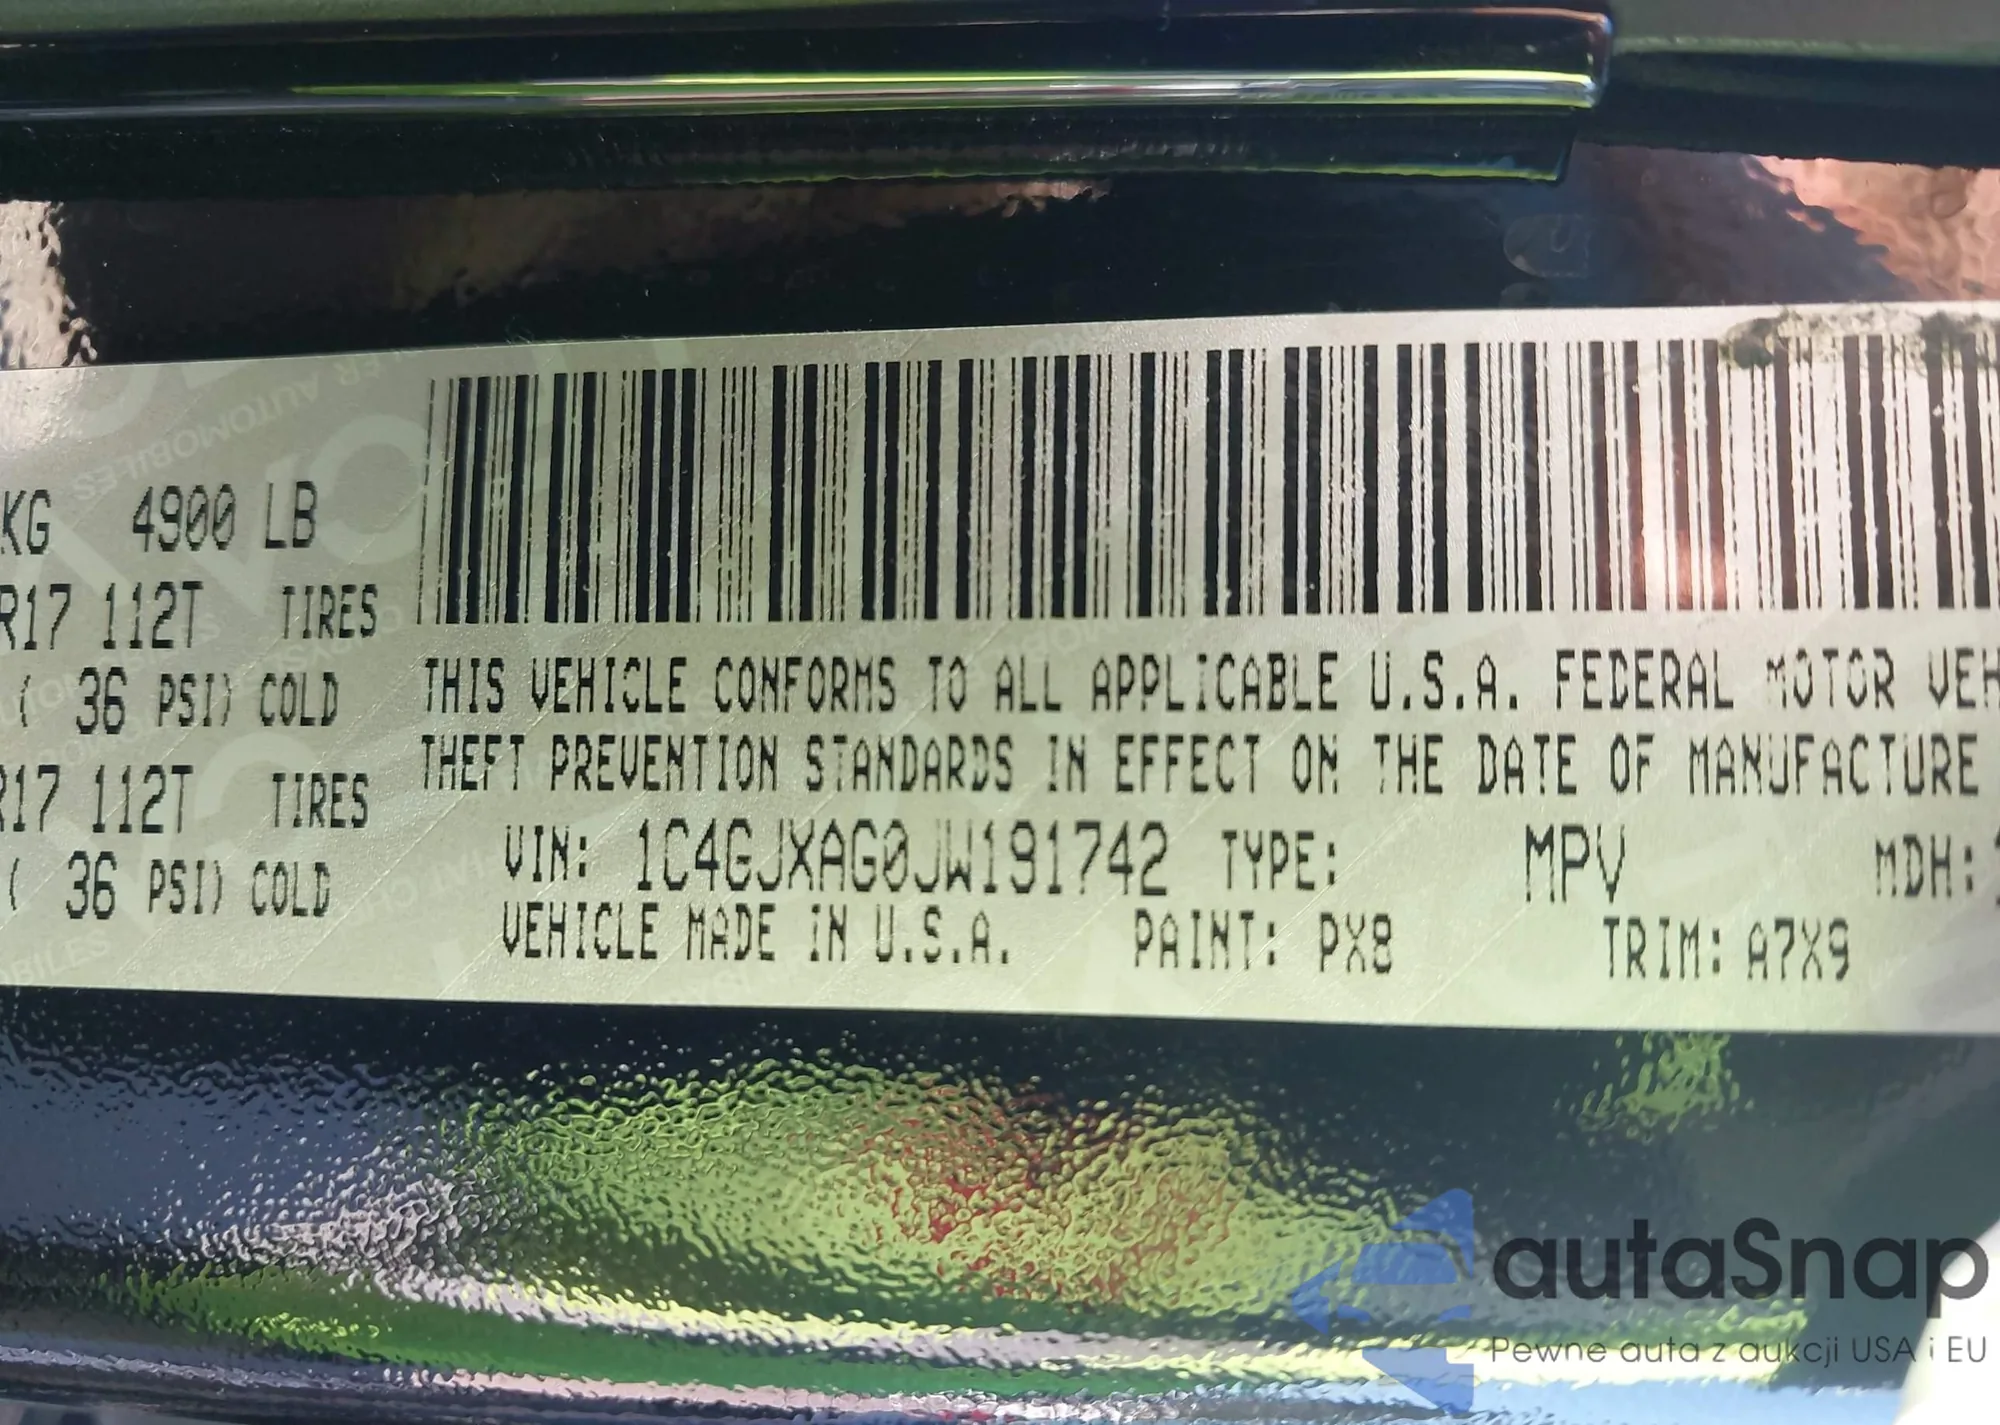 KG 4900 LB
R17 112T TIRES
( 36 PSI) COLD
R17 112T TIRES
( 36 PSI) COLD
THIS VEHICLE CONFORMS TO ALL APPLICABLE U.S.A. FEDERAL MOTOR VEH
THEFT PREVENTION STANDARDS IN EFFECT ON THE DATE OF MANUFACTURE
VIN: 1C4GJXAG0JW191742 TYPE: MPV MDH:
VEHICLE MADE IN U.S.A. PAINT: PX8 TRIM: A7X9
autaSnap
Pewne auta z aukcji USA i EU